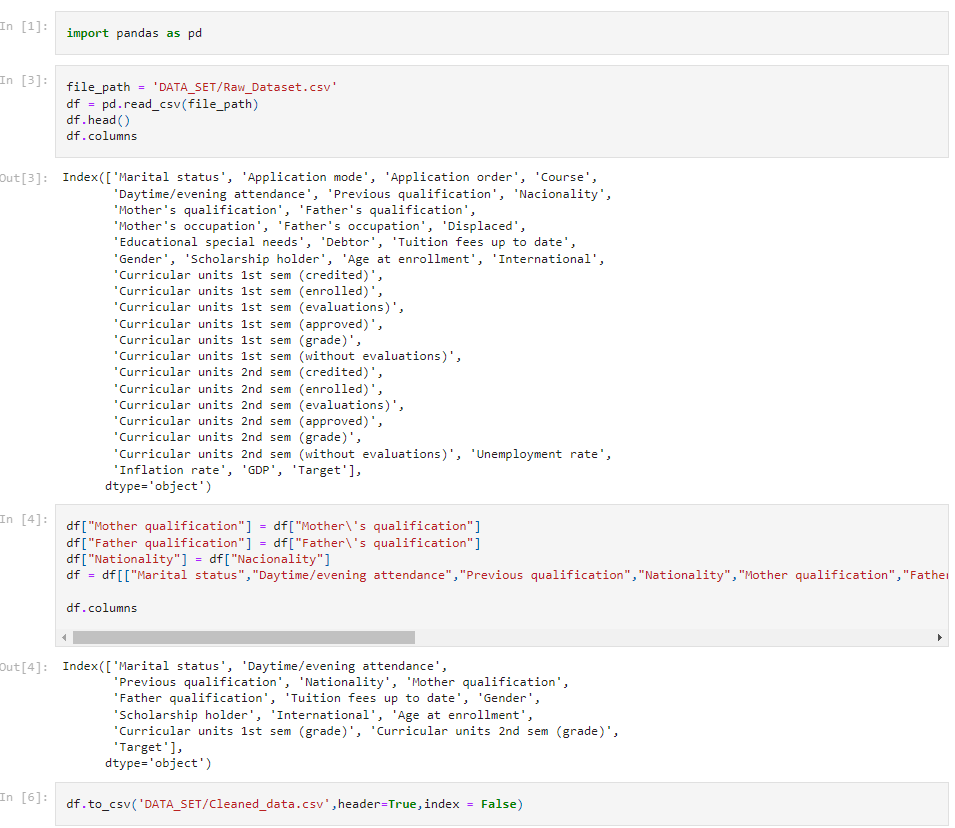 In [1]:
import pandas as pd
In [3]:
file_path = 'DATA_SET/Raw_Dataset.csv'
df = pd.read_csv(file_path)
df.head()
df.columns
Out[3]: Index(['Marital status', 'Application mode', 'Application order', 'Course',
'Daytime/evening attendance', 'Previous qualification', 'Nacionality',
'Mother's qualification', 'Father's qualification',
'Mother's occupation', 'Father's occupation', 'Displaced',
'Educational special needs', 'Debtor', 'Tuition fees up to date',
'Gender', 'Scholarship holder', 'Age at enrollment', 'International',
'Curricular units 1st sem (credited)',
'Curricular units 1st sem (enrolled)',
'Curricular units 1st sem (evaluations)',
'Curricular units 1st sem (approved)',
'Curricular units 1st sem (grade)',
'Curricular units 1st sem (without evaluations)',
'Curricular units 2nd sem (credited)',
'Curricular units 2nd sem (enrolled)',
'Curricular units 2nd sem (evaluations)',
'Curricular units 2nd sem (approved)',
'Curricular units 2nd sem (grade)',
'Curricular units 2nd sem (without evaluations)', 'Unemployment rate',
'Inflation rate', 'GDP', 'Target'],
dtype='object')
In [4]:
df["Mother qualification"] = df["Mother\'s qualification"]
df["Father qualification"] = df["Father\'s qualification"]
df["Nationality"] = df["Nacionality"]
df = df[["Marital status","Daytime/evening attendance","Previous qualification","Nationality","Mother qualification","Father
df.columns
Out[4]: Index(['Marital status', 'Daytime/evening attendance',
'Previous qualification', 'Nationality', 'Mother qualification',
'Father qualification', 'Tuition fees up to date', 'Gender',
'Scholarship holder', 'International', 'Age at enrollment',
'Curricular units 1st sem (grade)', 'Curricular units 2nd sem (grade)',
'Target'],
dtype='object')
In [6]:
df.to_csv('DATA_SET/Cleaned_data.csv',header=True,index = False)